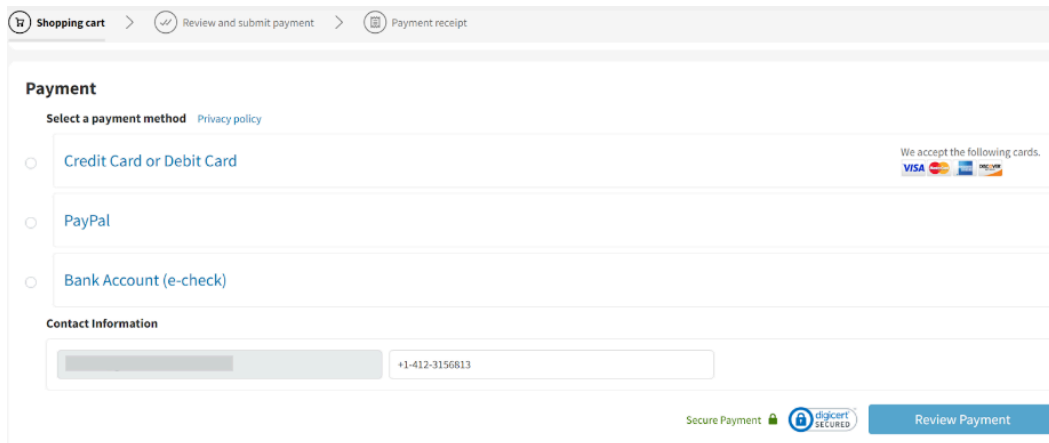 Shopping cart
Review and submit payment
Payment receipt
Payment
Select a payment method Privacy policy
Credit Card or Debit Card
We accept the following cards.
VISA
PayPal
Bank Account (e-check)
Contact Information
+1-412-3156813
Secure Payment
digicert
SECURED
Review Payment